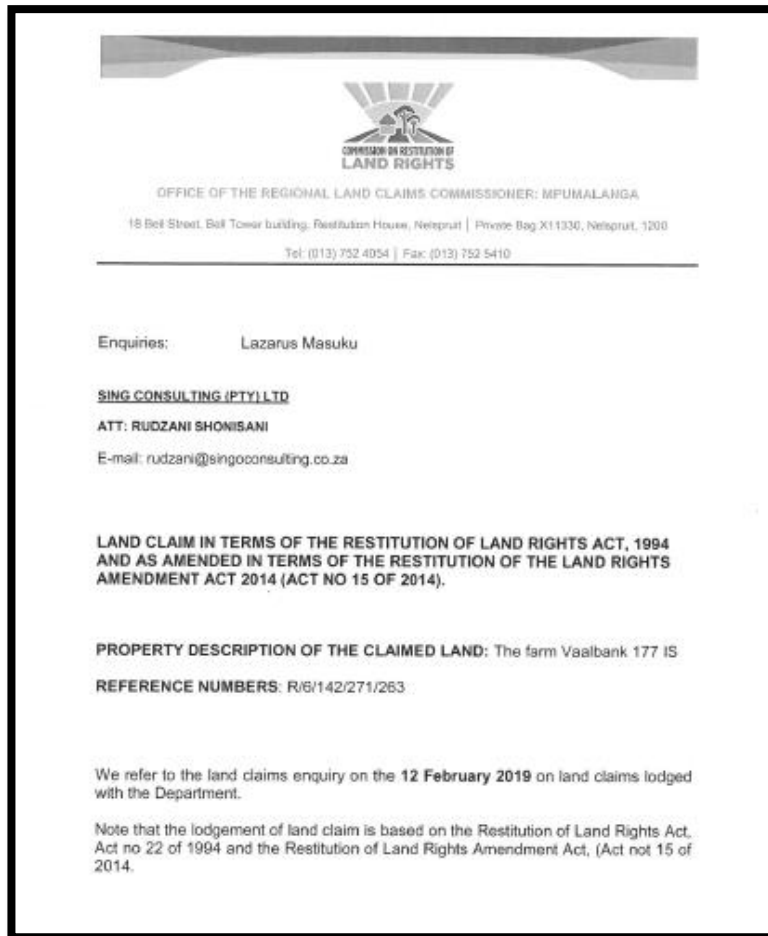 COMMISSION ON RESTITUTION OF
LAND RIGHTS
OFFICE OF THE REGIONAL LAND CLAIMS COMMISSIONER: MPUMALANGA
18 Bell Street, Bell Tower building, Restitution House, Nelspruit | Private Bag X11330, Nelspruit, 1200
Tel: (013) 752 4054 | Fax: (013) 752 5410
Enquiries: Lazarus Masuku
SING CONSULTING (PTY) LTD
ATT: RUDZANI SHONISANI
E-mail: rudzani@singoconsulting.co.za
LAND CLAIM IN TERMS OF THE RESTITUTION OF LAND RIGHTS ACT, 1994
AND AS AMENDED IN TERMS OF THE RESTITUTION OF THE LAND RIGHTS
AMENDMENT ACT 2014 (ACT NO 15 OF 2014).
PROPERTY DESCRIPTION OF THE CLAIMED LAND: The farm Vaalbank 177 IS
REFERENCE NUMBERS: R/6/142/271/263
We refer to the land claims enquiry on the 12 February 2019 on land claims lodged
with the Department.
Note that the lodgement of land claim is based on the Restitution of Land Rights Act,
Act no 22 of 1994 and the Restitution of Land Rights Amendment Act, (Act not 15 of
2014.